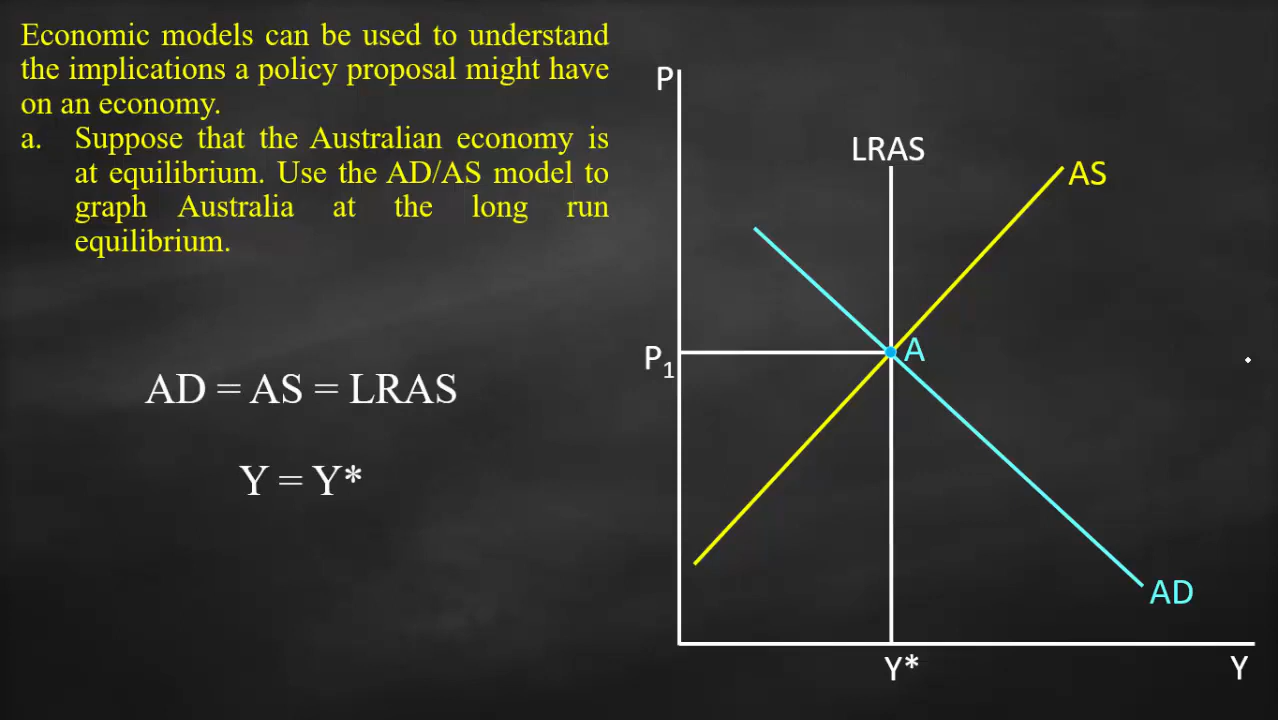 Economic models can be used to understand
the implications a policy proposal might have
on an economy.
a. Suppose that the Australian economy is
at equilibrium. Use the AD/AS model to
graph Australia at the long run
equilibrium.
AD = AS = LRAS
Y = Y*
P
LRAS
AS
P1
A
AD
Y*
Y